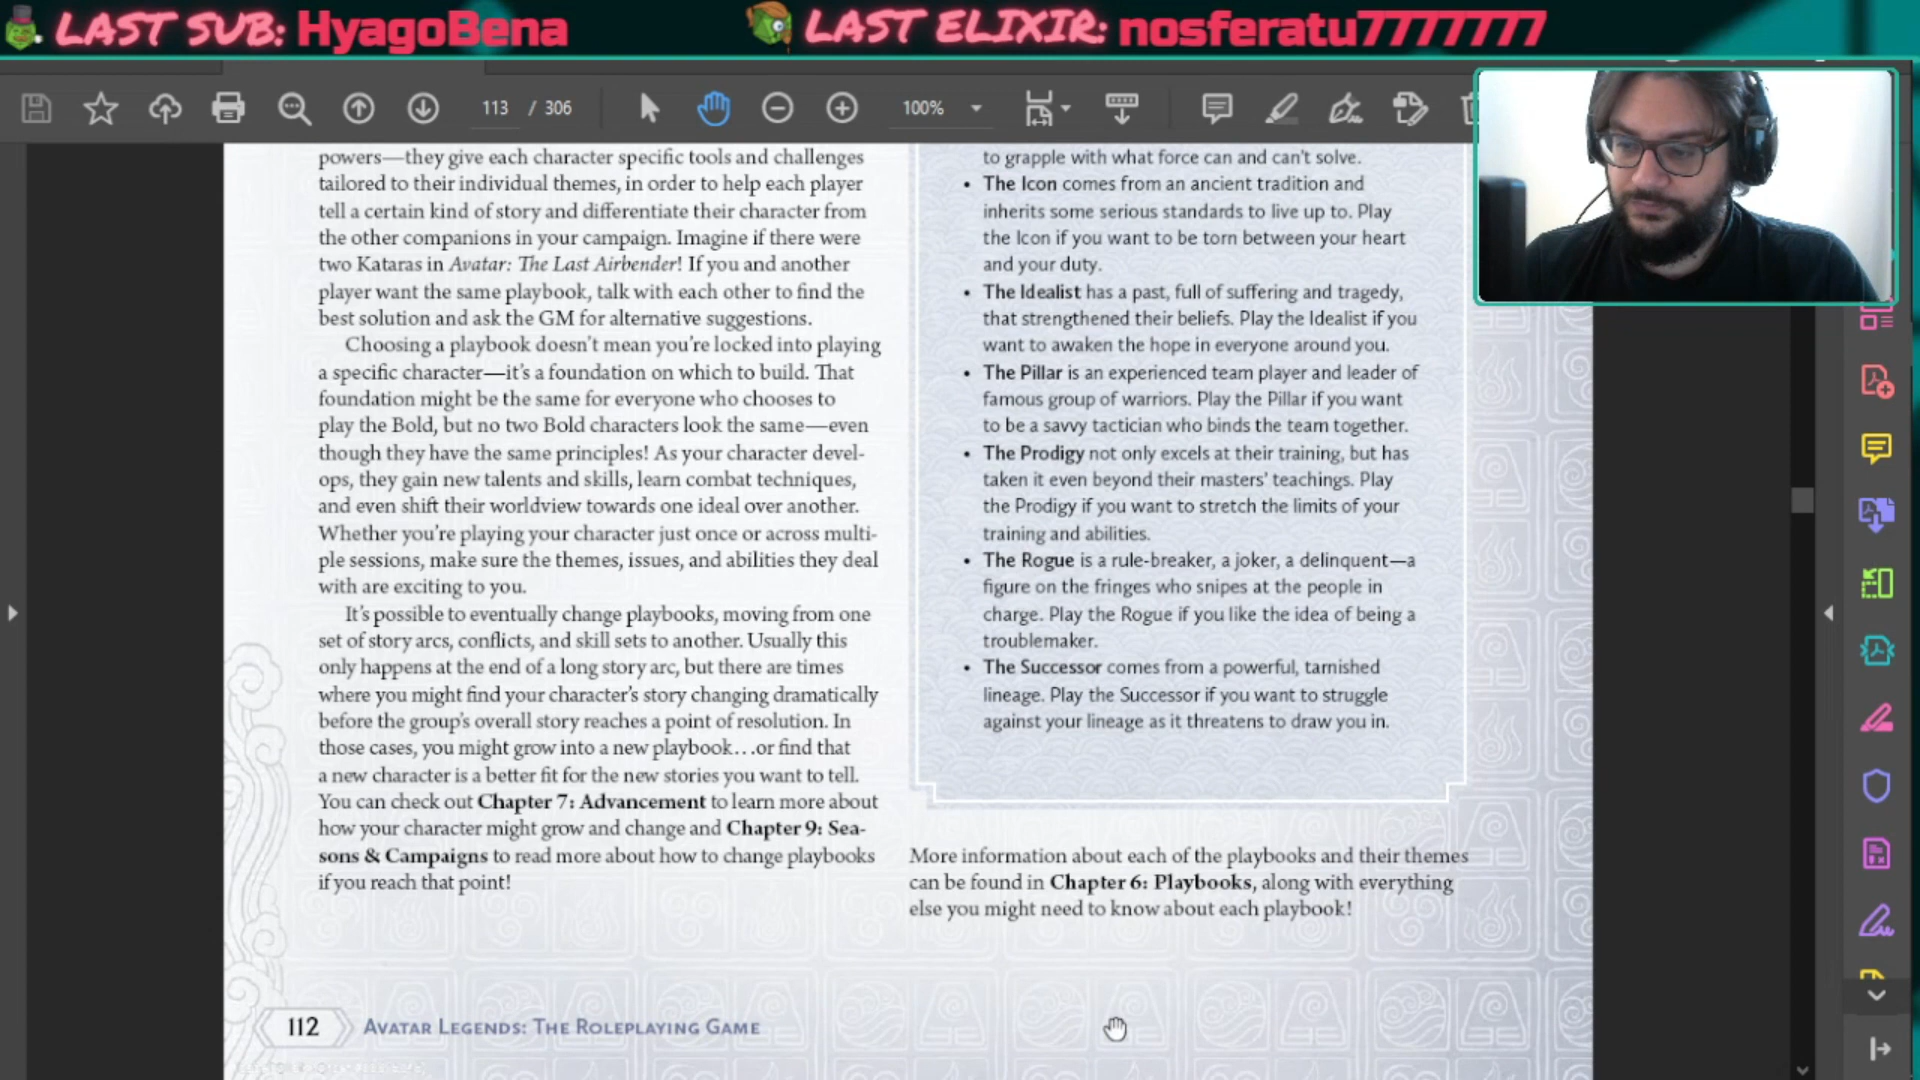 LAST SUB: HyagoBena
LAST ELIXIR: nosferatu7777777
113 / 306
100%
powers—they give each character specific tools and challenges
tailored to their individual themes, in order to help each player
tell a certain kind of story and differentiate their character from
the other companions in your campaign. Imagine if there were
two Kataras in Avatar: The Last Airbender! If you and another
player want the same playbook, talk with each other to find the
best solution and ask the GM for alternative suggestions.
Choosing a playbook doesn't mean you're locked into playing
a specific character—it's a foundation on which to build. That
foundation might be the same for everyone who chooses to
play the Bold, but no two Bold characters look the same—even
though they have the same principles! As your character devel-
ops, they gain new talents and skills, learn combat techniques,
and even shift their worldview towards one ideal over another.
Whether you're playing your character just once or across multi-
ple sessions, make sure the themes, issues, and abilities they deal
with are exciting to you.
It's possible to eventually change playbooks, moving from one
set of story arcs, conflicts, and skill sets to another. Usually this
only happens at the end of a long story arc, but there are times
where you might find your character's story changing dramatically
before the group's overall story reaches a point of resolution. In
those cases, you might grow into a new playbook…or find that
a new character is a better fit for the new stories you want to tell.
You can check out Chapter 7: Advancement to learn more about
how your character might grow and change and Chapter 9: Sea-
sons & Campaigns to read more about how to change playbooks
if you reach that point!
to grapple with what force can and can't solve.
• The Icon comes from an ancient tradition and
inherits some serious standards to live up to. Play
the Icon if you want to be torn between your heart
and your duty.
• The Idealist has a past, full of suffering and tragedy,
that strengthened their beliefs. Play the Idealist if you
want to awaken the hope in everyone around you.
• The Pillar is an experienced team player and leader of
famous group of warriors. Play the Pillar if you want
to be a savvy tactician who binds the team together.
• The Prodigy not only excels at their training, but has
taken it even beyond their masters' teachings. Play
the Prodigy if you want to stretch the limits of your
training and abilities.
• The Rogue is a rule-breaker, a joker, a delinquent—a
figure on the fringes who snipes at the people in
charge. Play the Rogue if you like the idea of being a
troublemaker.
• The Successor comes from a powerful, tarnished
lineage. Play the Successor if you want to struggle
against your lineage as it threatens to draw you in.
More information about each of the playbooks and their themes
can be found in Chapter 6: Playbooks, along with everything
else you might need to know about each playbook!
112 AVATAR LEGENDS: THE ROLEPLAYING GAME